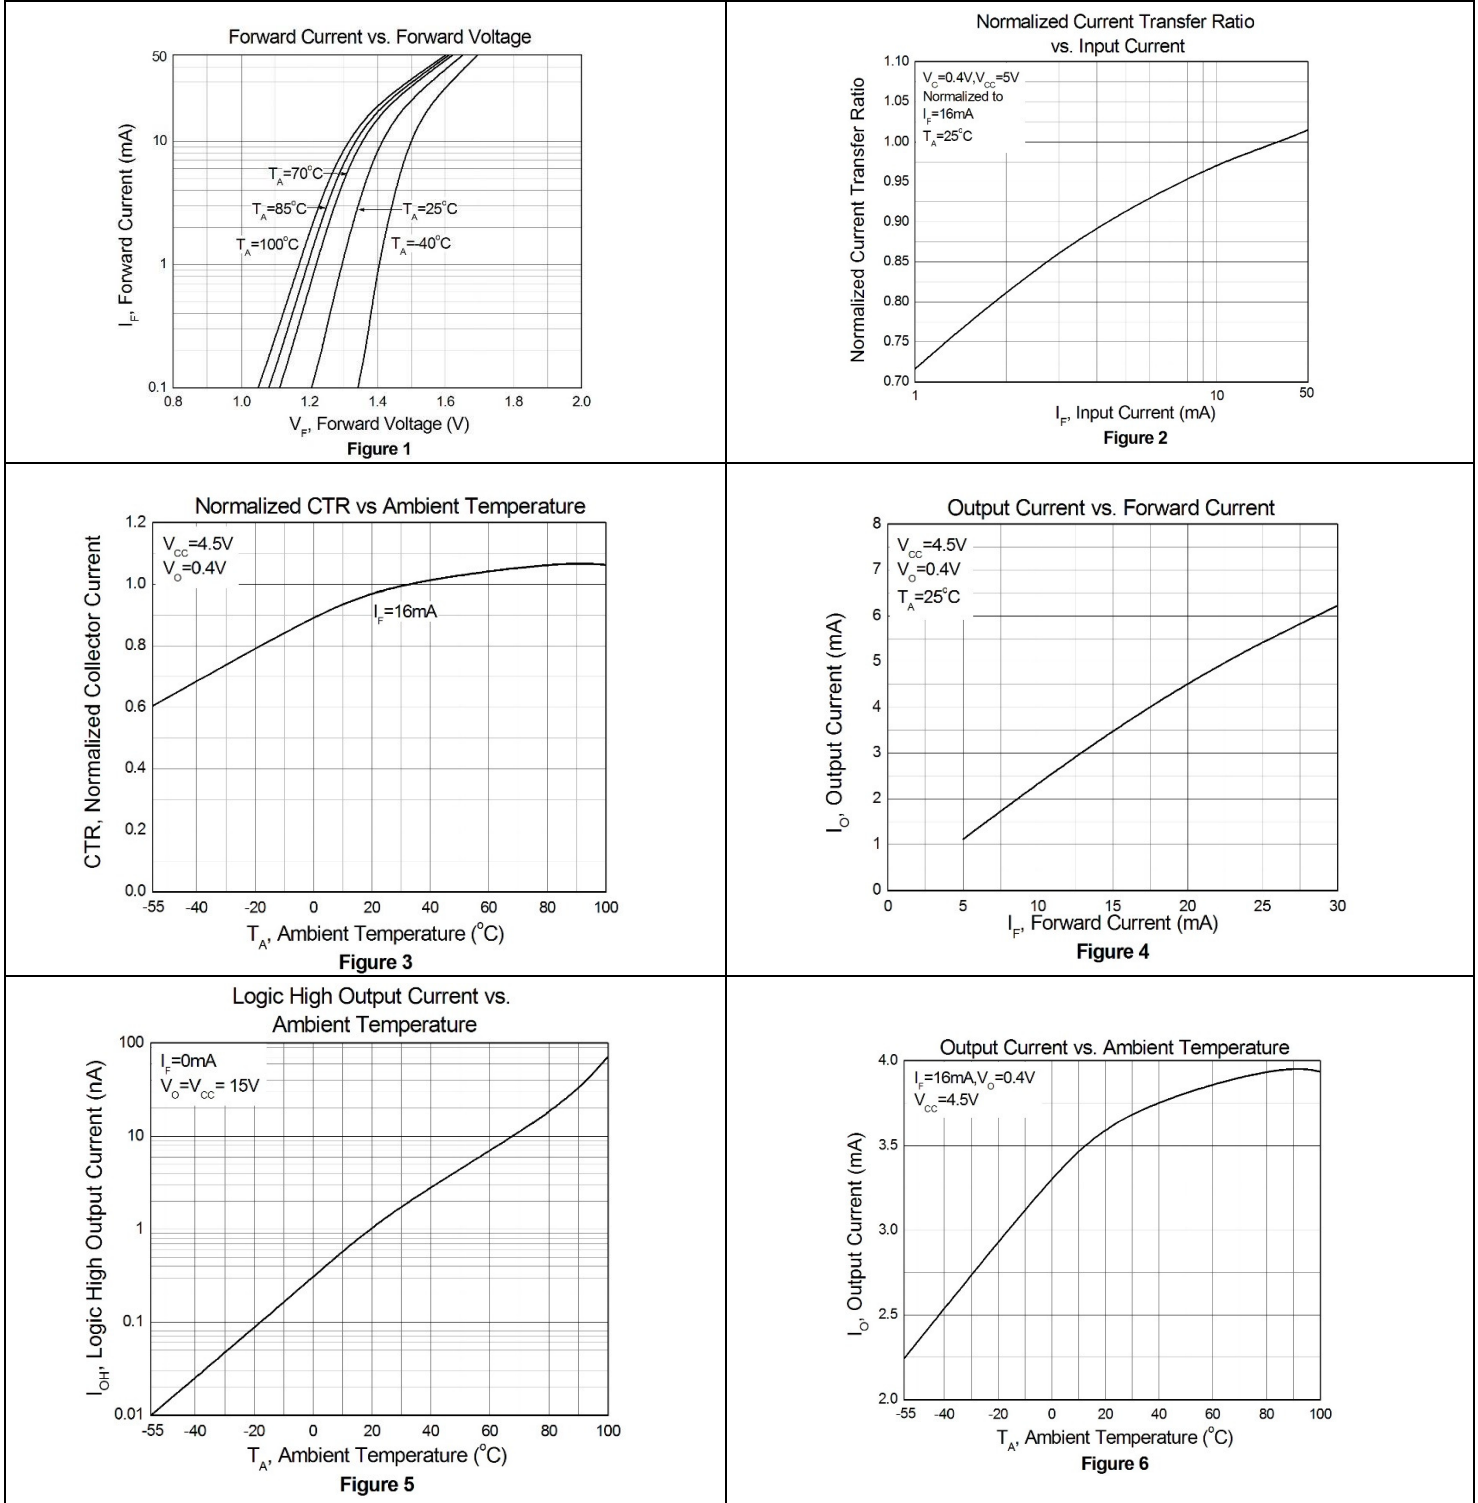 Forward Current vs. Forward Voltage
50
10
1
0.1
I_F, Forward Current (mA)
T_A=70°C
T_A=85°C
T_A=25°C
T_A=100°C
T_A=-40°C
0.8 1.0 1.2 1.4 1.6 1.8 2.0
V_F, Forward Voltage (V)
Figure 1
Normalized Current Transfer Ratio
vs. Input Current
V_C=0.4V,V_CC=5V
Normalized to
I_F=16mA
T_A=25°C
1.10
1.05
1.00
0.95
0.90
0.85
0.80
0.75
0.70
Normalized Current Transfer Ratio
1 10 50
I_F, Input Current (mA)
Figure 2
Normalized CTR vs Ambient Temperature
V_CC=4.5V
V_O=0.4V
I_F=16mA
1.2
1.0
0.8
0.6
0.4
0.2
0.0
CTR, Normalized Collector Current
-55 -40 -20 0 20 40 60 80 100
T_A, Ambient Temperature (°C)
Figure 3
Output Current vs. Forward Current
V_CC=4.5V
V_O=0.4V
T_A=25°C
8
7
6
5
4
3
2
1
0
I_O, Output Current (mA)
0 5 10 15 20 25 30
I_F, Forward Current (mA)
Figure 4
Logic High Output Current vs.
Ambient Temperature
I_F=0mA
V_O=V_CC= 15V
100
10
1
0.1
0.01
I_OH, Logic High Output Current (nA)
-55 -40 -20 0 20 40 60 80 100
T_A, Ambient Temperature (°C)
Figure 5
Output Current vs. Ambient Temperature
I_F=16mA,V_O=0.4V
V_CC=4.5V
4.0
3.5
3.0
2.5
2.0
I_O, Output Current (mA)
-55 -40 -20 0 20 40 60 80 100
T_A, Ambient Temperature (°C)
Figure 6